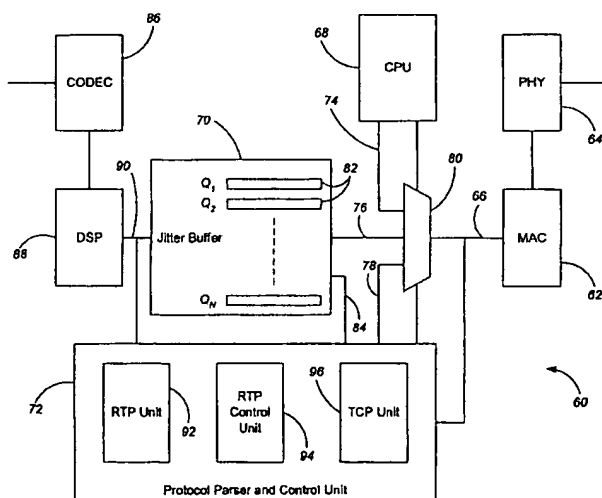 86
CODEC
68
CPU
PHY
64
74
70
80
82
Q1
Q2
90
76
66
DSP
Jitter Buffer
MAC
88
78
62
QN
84
72
96
60
RTP Unit
RTP
Control
Unit
TCP Unit
92
94
Protocol Parser and Control Unit